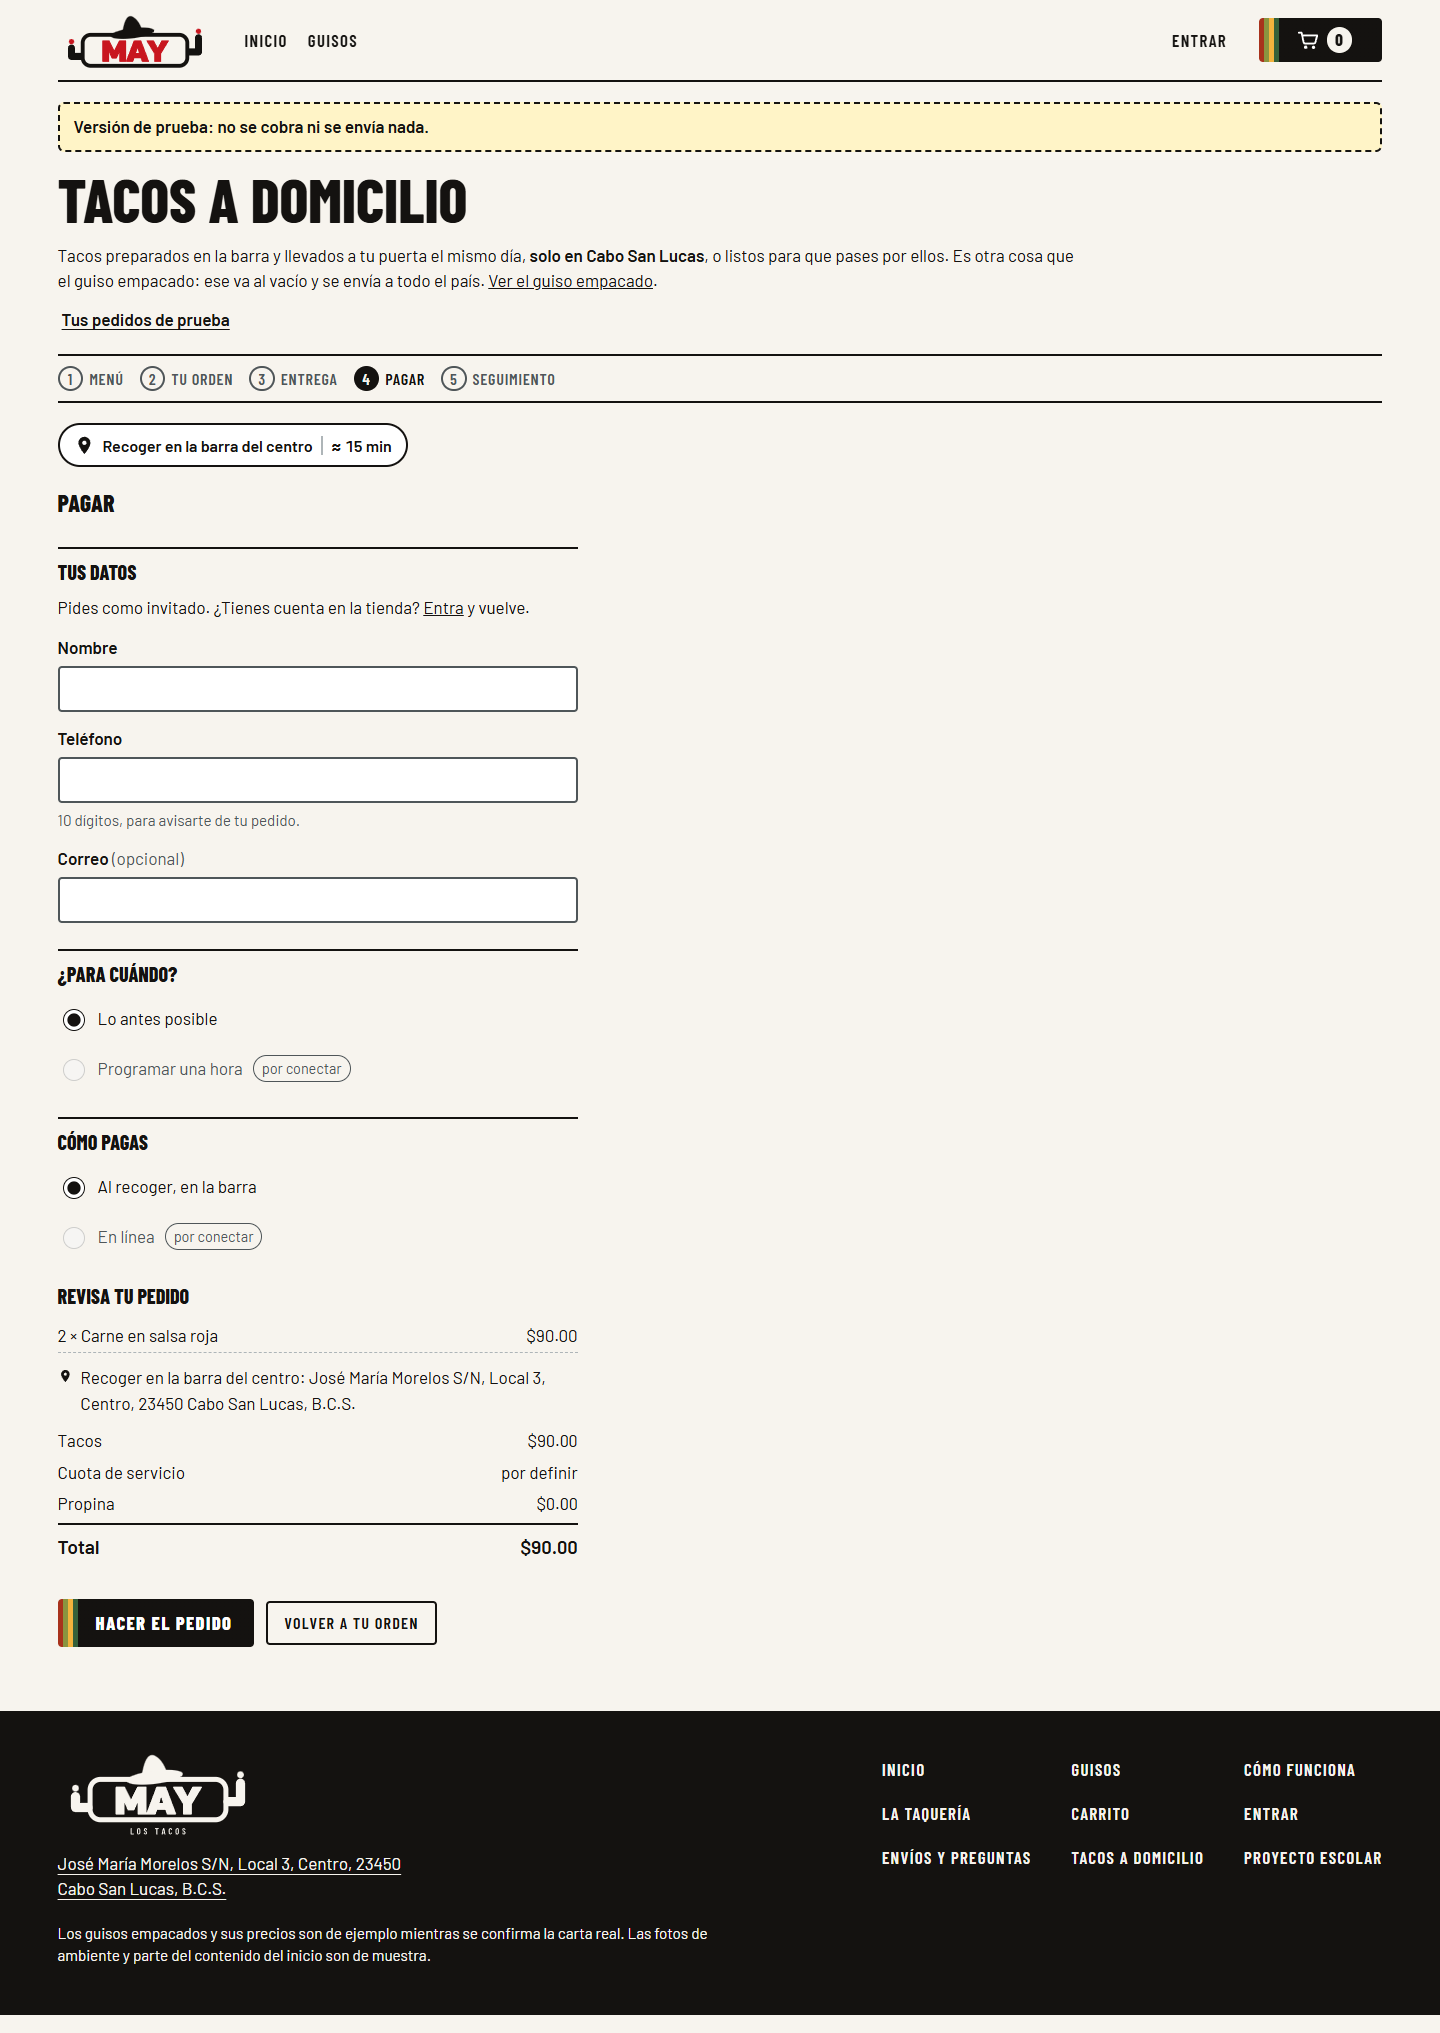 MAY
INICIO GUISOS
ENTRAR
0
Versión de prueba: no se cobra ni se envía nada.
TACOS A DOMICILIO
Tacos preparados en la barra y llevados a tu puerta el mismo día, solo en Cabo San Lucas, o listos para que pases por ellos. Es otra cosa que
el guiso empacado: ese va al vacío y se envía a todo el país. Ver el guiso empacado.
Tus pedidos de prueba
1 MENÚ 2 TU ORDEN 3 ENTREGA 4 PAGAR 5 SEGUIMIENTO
Recoger en la barra del centro | ≈ 15 min
PAGAR
TUS DATOS
Pides como invitado. ¿Tienes cuenta en la tienda? Entra y vuelve.
Nombre
Teléfono
10 dígitos, para avisarte de tu pedido.
Correo (opcional)
¿PARA CUÁNDO?
Lo antes posible
Programar una hora por conectar
CÓMO PAGAS
Al recoger, en la barra
En línea por conectar
REVISA TU PEDIDO
2 × Carne en salsa roja $90.00
Recoger en la barra del centro: José María Morelos S/N, Local 3,
Centro, 23450 Cabo San Lucas, B.C.S.
Tacos $90.00
Cuota de servicio por definir
Propina $0.00
Total $90.00
HACER EL PEDIDO VOLVER A TU ORDEN
MAY
LOS TACOS
José María Morelos S/N, Local 3, Centro, 23450
Cabo San Lucas, B.C.S.
Los guisos empacados y sus precios son de ejemplo mientras se confirma la carta real. Las fotos de
ambiente y parte del contenido del inicio son de muestra.
INICIO GUISOS CÓMO FUNCIONA
LA TAQUERÍA CARRITO ENTRAR
ENVÍOS Y PREGUNTAS TACOS A DOMICILIO PROYECTO ESCOLAR